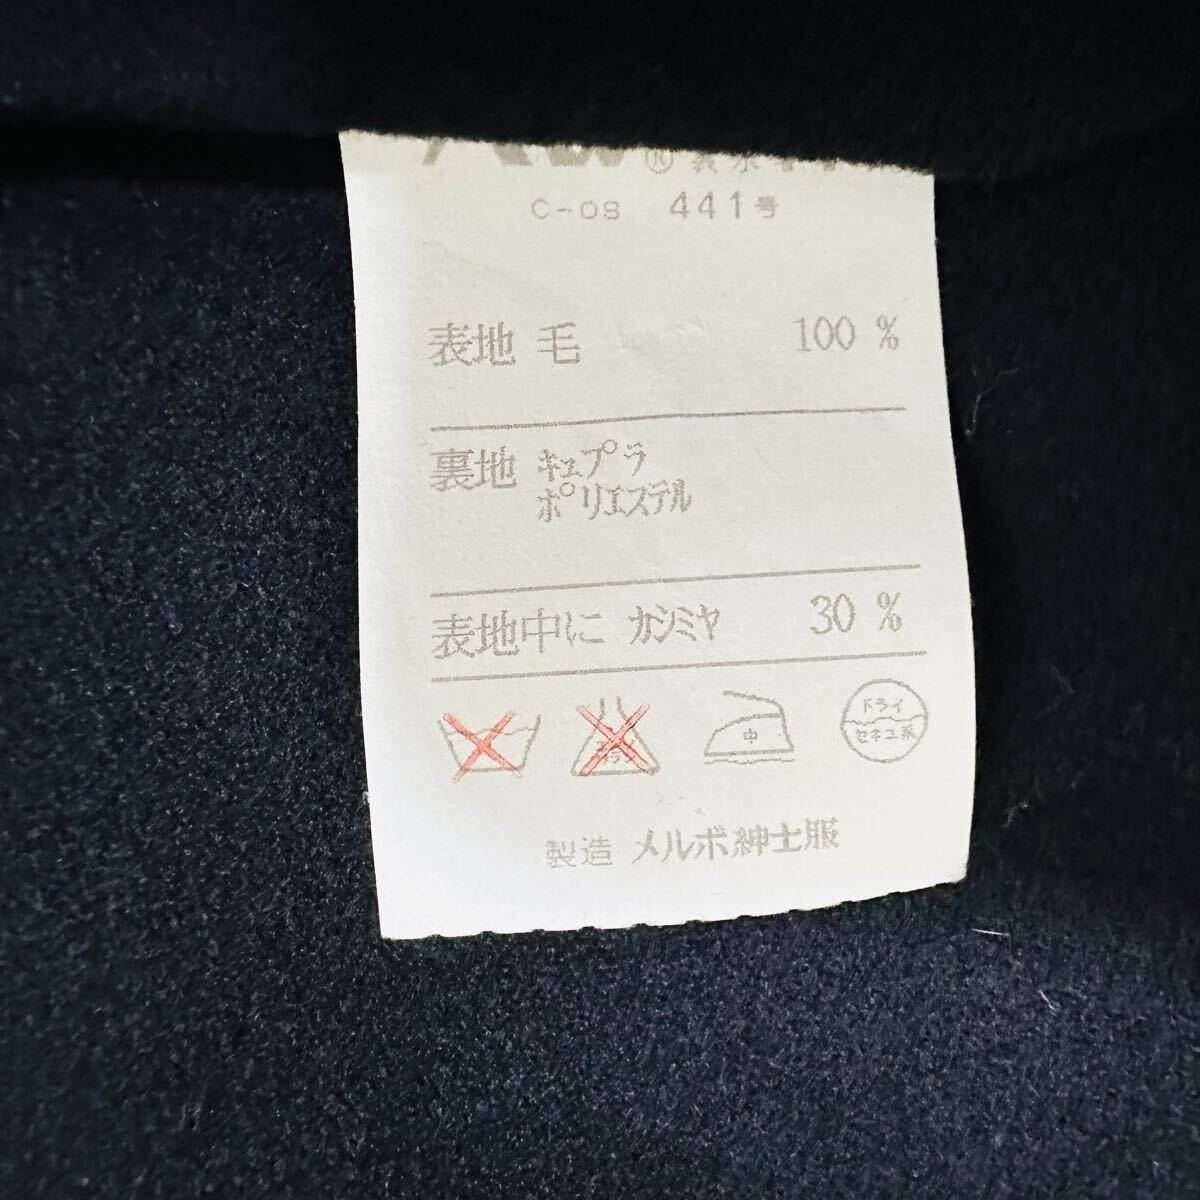 C-08 441号
表地 毛 100 %
裏地 キュプラ
ポリエステル
表地中に カシミヤ 30 %
中
ドライ
セキユ系
製造 メルボ紳士服